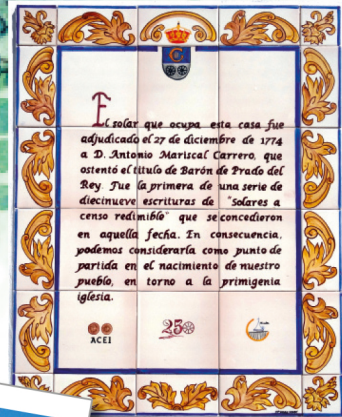 El solar que ocupa esta casa fue
adjudicado el 27 de diciembre de 1774
a D. Antonio Mariscal Carrero, que
ostentó el título de Barón de Prado del
Rey. Fue la primera de una serie de
diecinueve escrituras de "Solares a
censo redimible" que se concedieron
en aquella fecha. En consecuencia,
podemos considerarla como punto de
partida en el nacimiento de nuestro
pueblo, en torno a la primigenia
iglesia.
ACEI
250